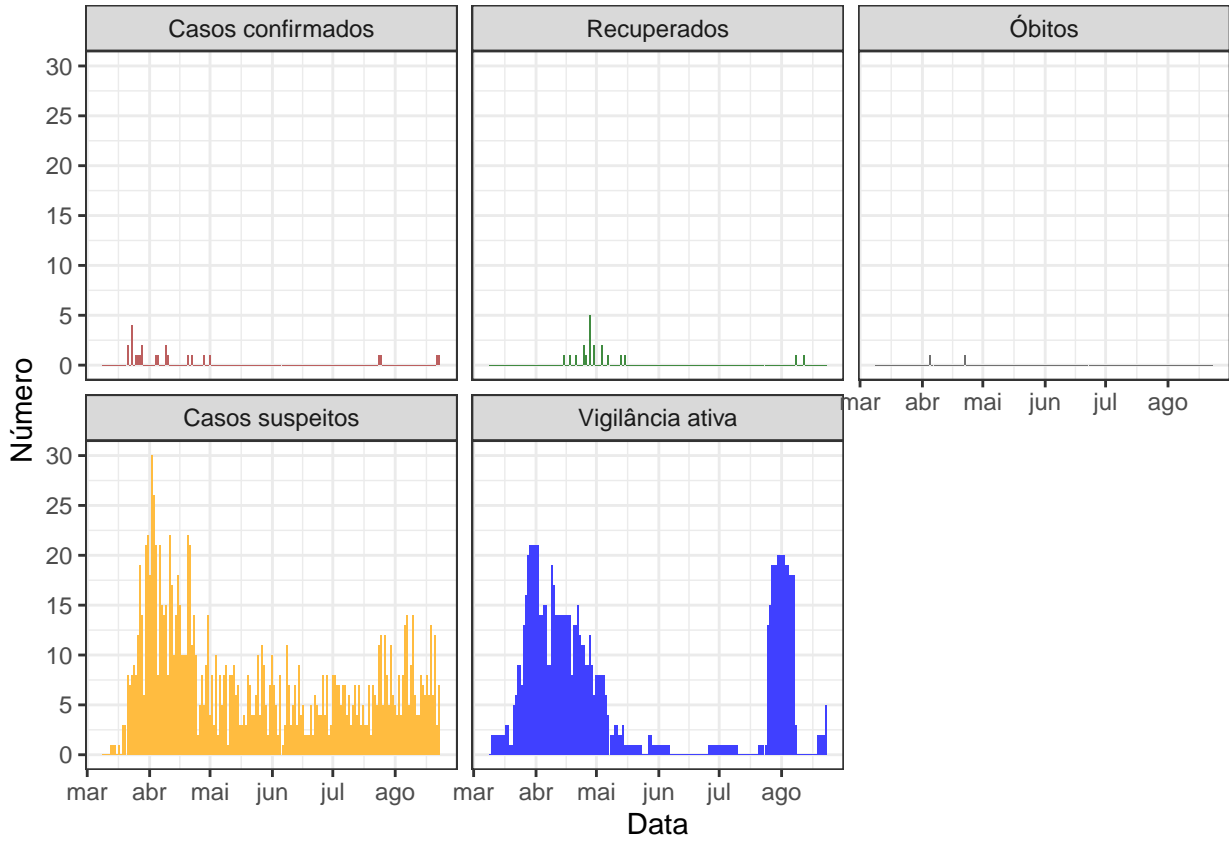 Casos confirmados
Recuperados
Óbitos
30
25
20
15
10
5
0
mar abr mai jun jul ago
Número
Casos suspeitos
Vigilância ativa
30
25
20
15
10
5
0
mar abr mai jun jul ago
mar abr mai jun jul ago
Data